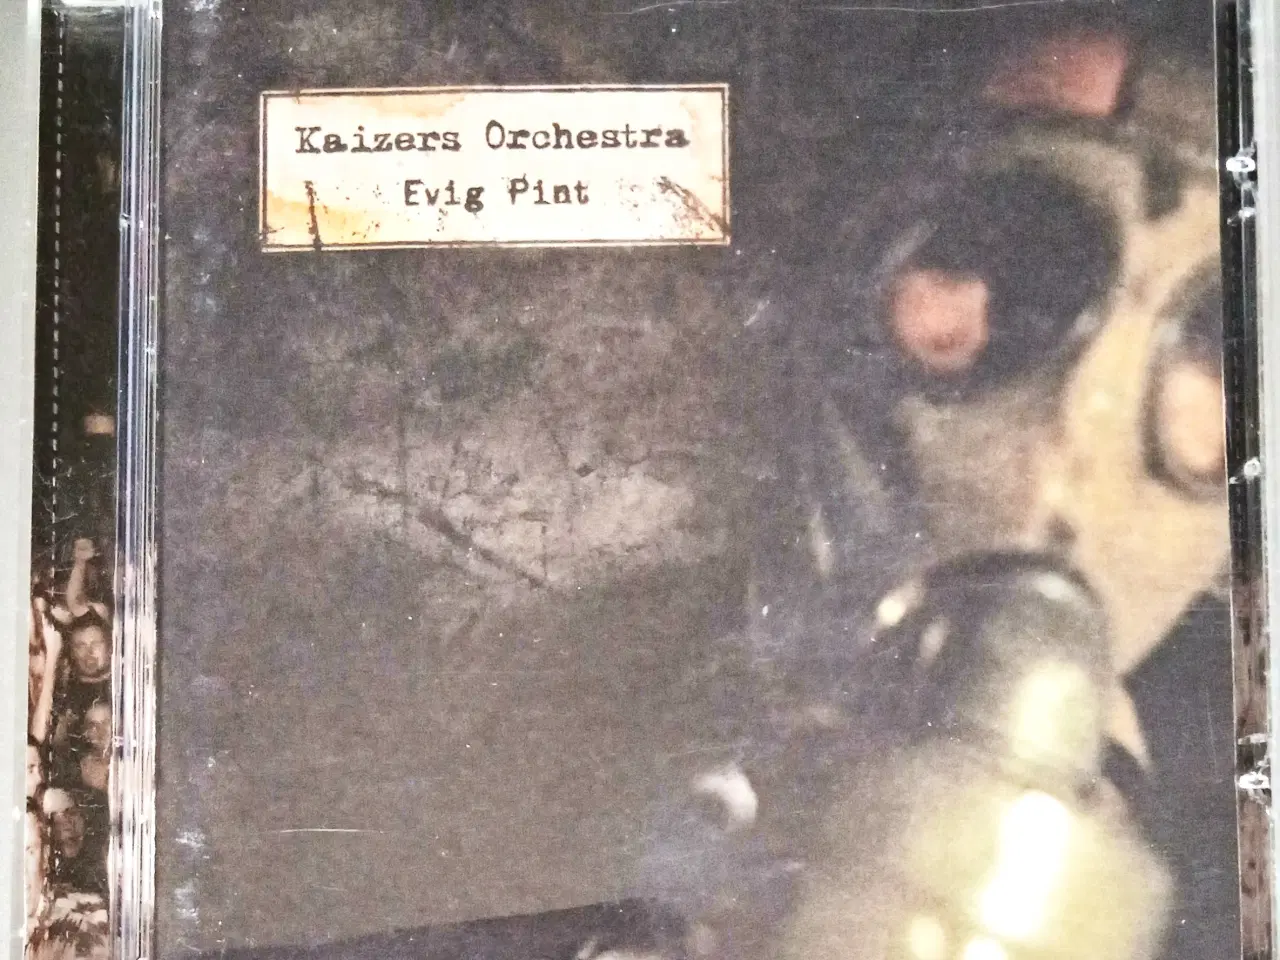 Kaizers Orchestra
Evig Pint